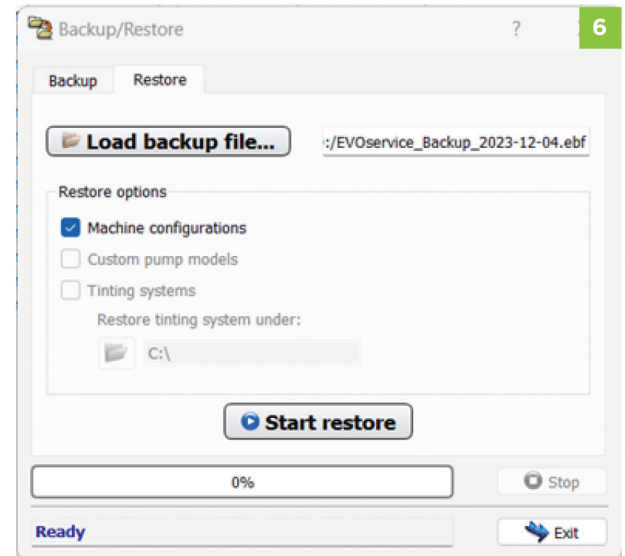 Backup/Restore ? 6
Backup Restore
Load backup file... :/EVOservice_Backup_2023-12-04.ebf
Restore options
Machine configurations
Custom pump models
Tinting systems
Restore tinting system under:
C:\
Start restore
0% Stop
Ready Exit